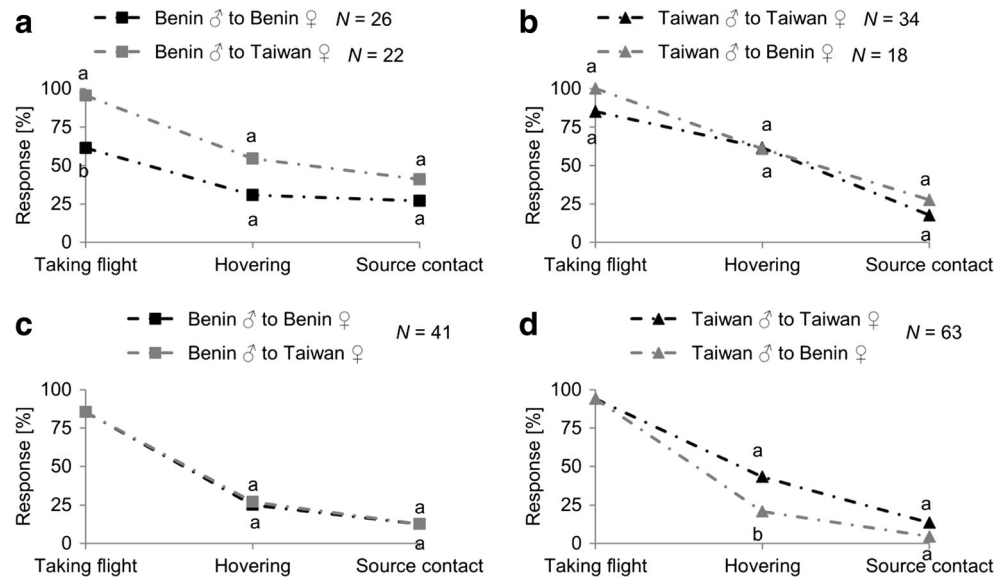 a
Benin ♂ to Benin ♀ N = 26
Benin ♂ to Taiwan ♀ N = 22
Response [%]
100
75
50
25
0
a
b
a
a
a
a
Taking flight Hovering Source contact
b
Taiwan ♂ to Taiwan ♀ N = 34
Taiwan ♂ to Benin ♀ N = 18
Response [%]
100
75
50
25
0
a
a
a
a
a
a
Taking flight Hovering Source contact
c
Benin ♂ to Benin ♀ N = 41
Benin ♂ to Taiwan ♀
Response [%]
100
75
50
25
0
a
a
a
a
Taking flight Hovering Source contact
d
Taiwan ♂ to Taiwan ♀ N = 63
Taiwan ♂ to Benin ♀
Response [%]
100
75
50
25
0
a
b
a
a
Taking flight Hovering Source contact